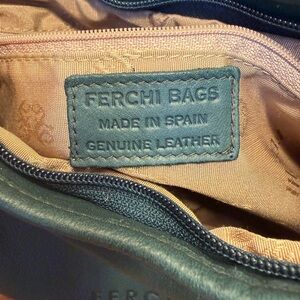 FERCHI BAGS
MADE IN SPAIN
GENUINE LEATHER